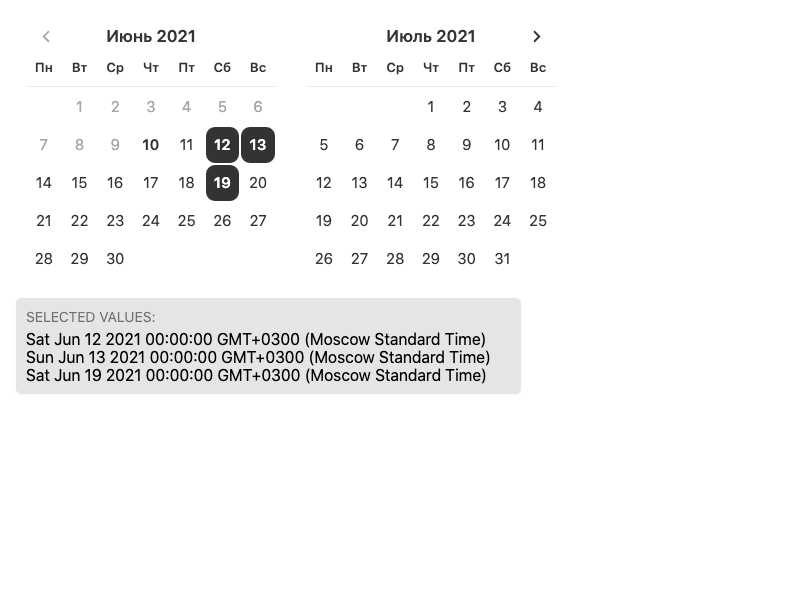 Июнь 2021 Июль 2021
Пн Вт Ср Чт Пт Сб Вс Пн Вт Ср Чт Пт Сб Вс
1 2 3 4 5 6 1 2 3 4
7 8 9 10 11 12 13 5 6 7 8 9 10 11
14 15 16 17 18 19 20 12 13 14 15 16 17 18
21 22 23 24 25 26 27 19 20 21 22 23 24 25
28 29 30 26 27 28 29 30 31
SELECTED VALUES:
Sat Jun 12 2021 00:00:00 GMT+0300 (Moscow Standard Time)
Sun Jun 13 2021 00:00:00 GMT+0300 (Moscow Standard Time)
Sat Jun 19 2021 00:00:00 GMT+0300 (Moscow Standard Time)